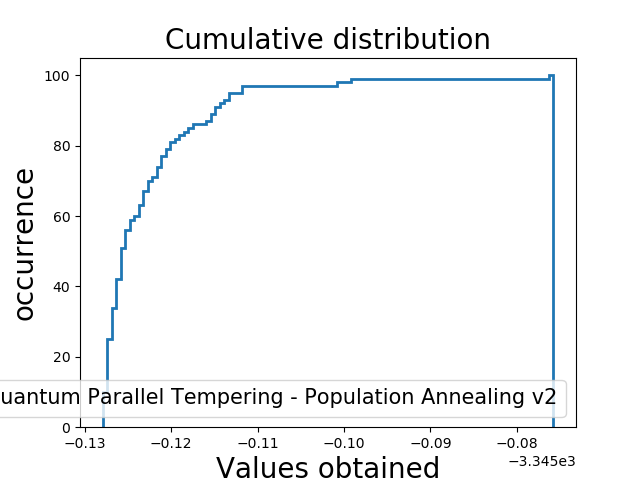 Cumulative distribution
occurrence
100
80
60
40
20
0
Parallel Tempering - Population Annealing v2
−0.13 −0.12 −0.11 −0.10 −0.09 −0.08
−3.345e3
Values obtained